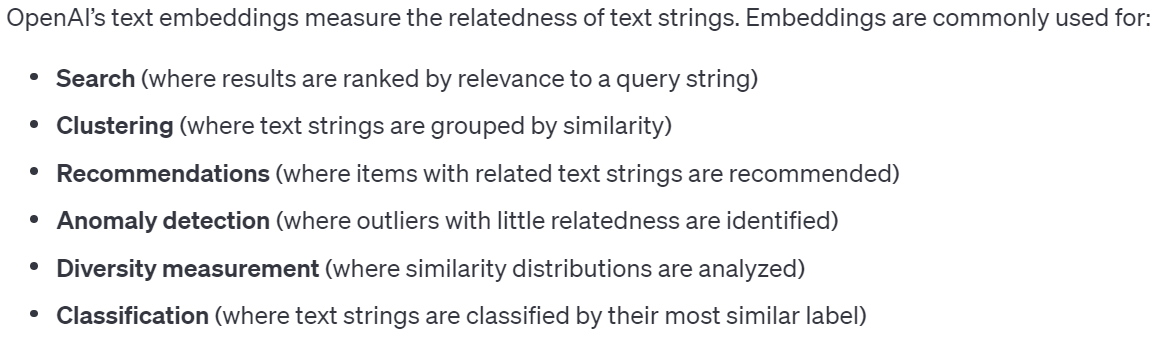 OpenAI’s text embeddings measure the relatedness of text strings. Embeddings are commonly used for:
• Search (where results are ranked by relevance to a query string)
• Clustering (where text strings are grouped by similarity)
• Recommendations (where items with related text strings are recommended)
• Anomaly detection (where outliers with little relatedness are identified)
• Diversity measurement (where similarity distributions are analyzed)
• Classification (where text strings are classified by their most similar label)